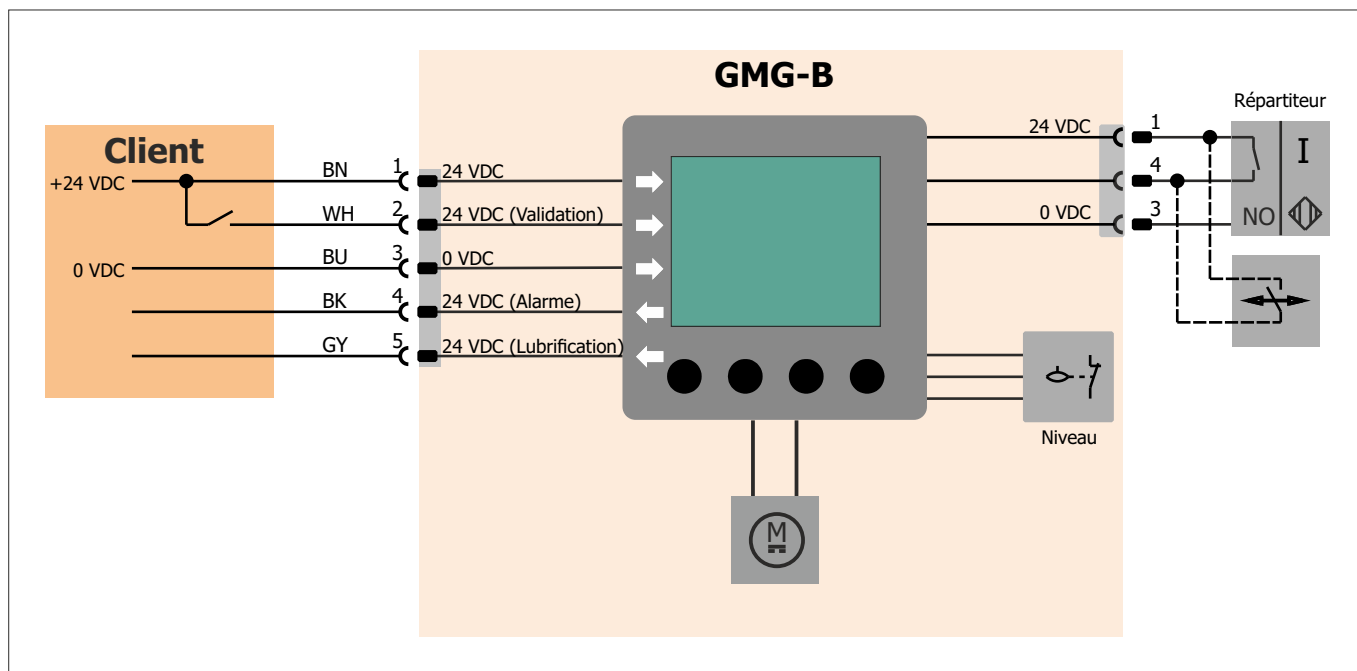 GMG-B
Client
+24 VDC
0 VDC
BN 1 24 VDC
WH 2 24 VDC (Validation)
BU 3 0 VDC
BK 4 24 VDC (Alarme)
GY 5 24 VDC (Lubrification)
24 VDC 1
4
0 VDC 3
Répartiteur
I
NO
Niveau
M